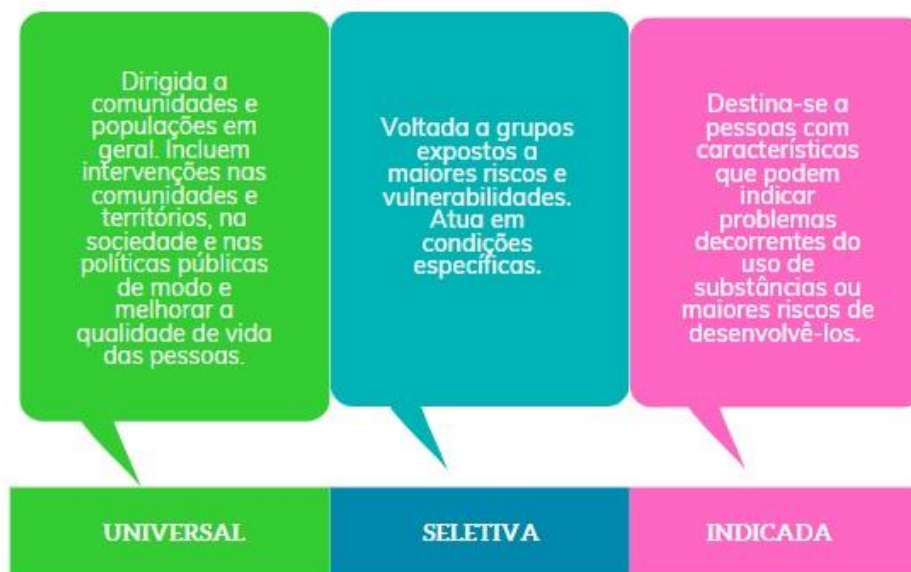 Dirigida a
comunidades e
populações em
geral. Incluem
intervenções nas
comunidades e
territórios, na
sociedade e nas
políticas públicas
de modo e
melhorar a
qualidade de vida
das pessoas.
Voltada a grupos
expostos a
maiores riscos e
vulnerabilidades.
Atua em
condições
específicas.
Destina-se a
pessoas com
características
que podem
indicar
problemas
decorrentes do
uso de
substâncias ou
maiores riscos de
desenvolvê-los.
UNIVERSAL
SELETIVA
INDICADA